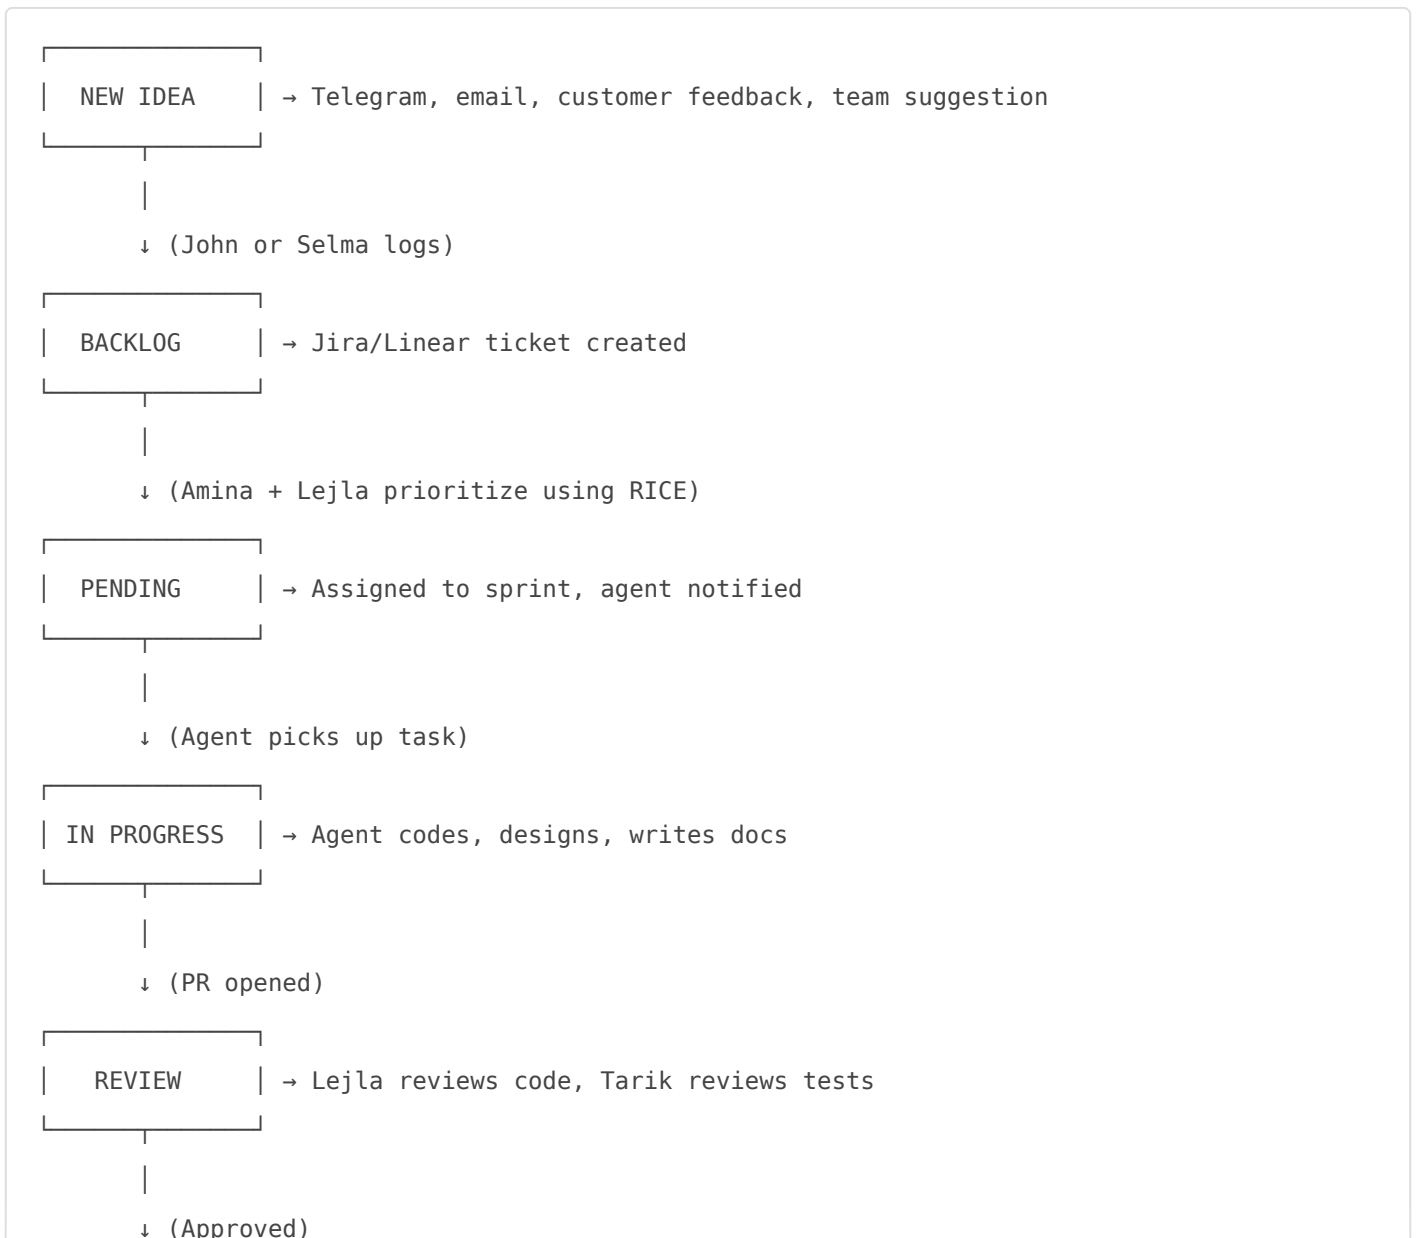 ┌──────────────┐
│  NEW IDEA    │ → Telegram, email, customer feedback, team suggestion
└──────┬───────┘
       │
       ↓ (John or Selma logs)
┌──────────────┐
│  BACKLOG     │ → Jira/Linear ticket created
└──────┬───────┘
       │
       ↓ (Amina + Lejla prioritize using RICE)
┌──────────────┐
│  PENDING     │ → Assigned to sprint, agent notified
└──────┬───────┘
       │
       ↓ (Agent picks up task)
┌──────────────┐
│ IN PROGRESS  │ → Agent codes, designs, writes docs
└──────┬───────┘
       │
       ↓ (PR opened)
┌──────────────┐
│   REVIEW     │ → Lejla reviews code, Tarik reviews tests
└──────┬───────┘
       │
       ↓ (Approved)